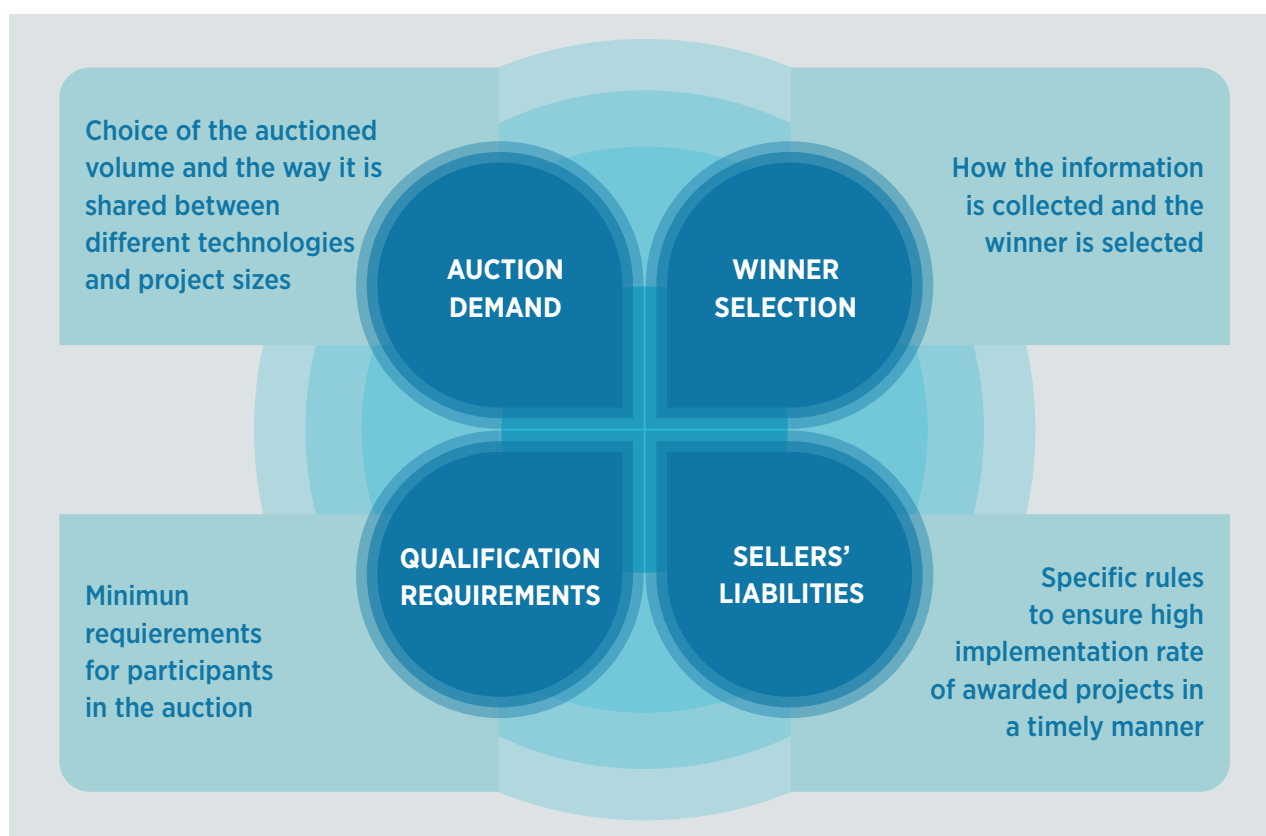 Choice of the auctioned
volume and the way it is
shared between
different technologies
and project sizes
AUCTION
DEMAND
WINNER
SELECTION
How the information
is collected and the
winner is selected
Minimun
requierements
for participants
in the auction
QUALIFICATION
REQUIREMENTS
SELLERS’
LIABILITIES
Specific rules
to ensure high
implementation rate
of awarded projects in
a timely manner